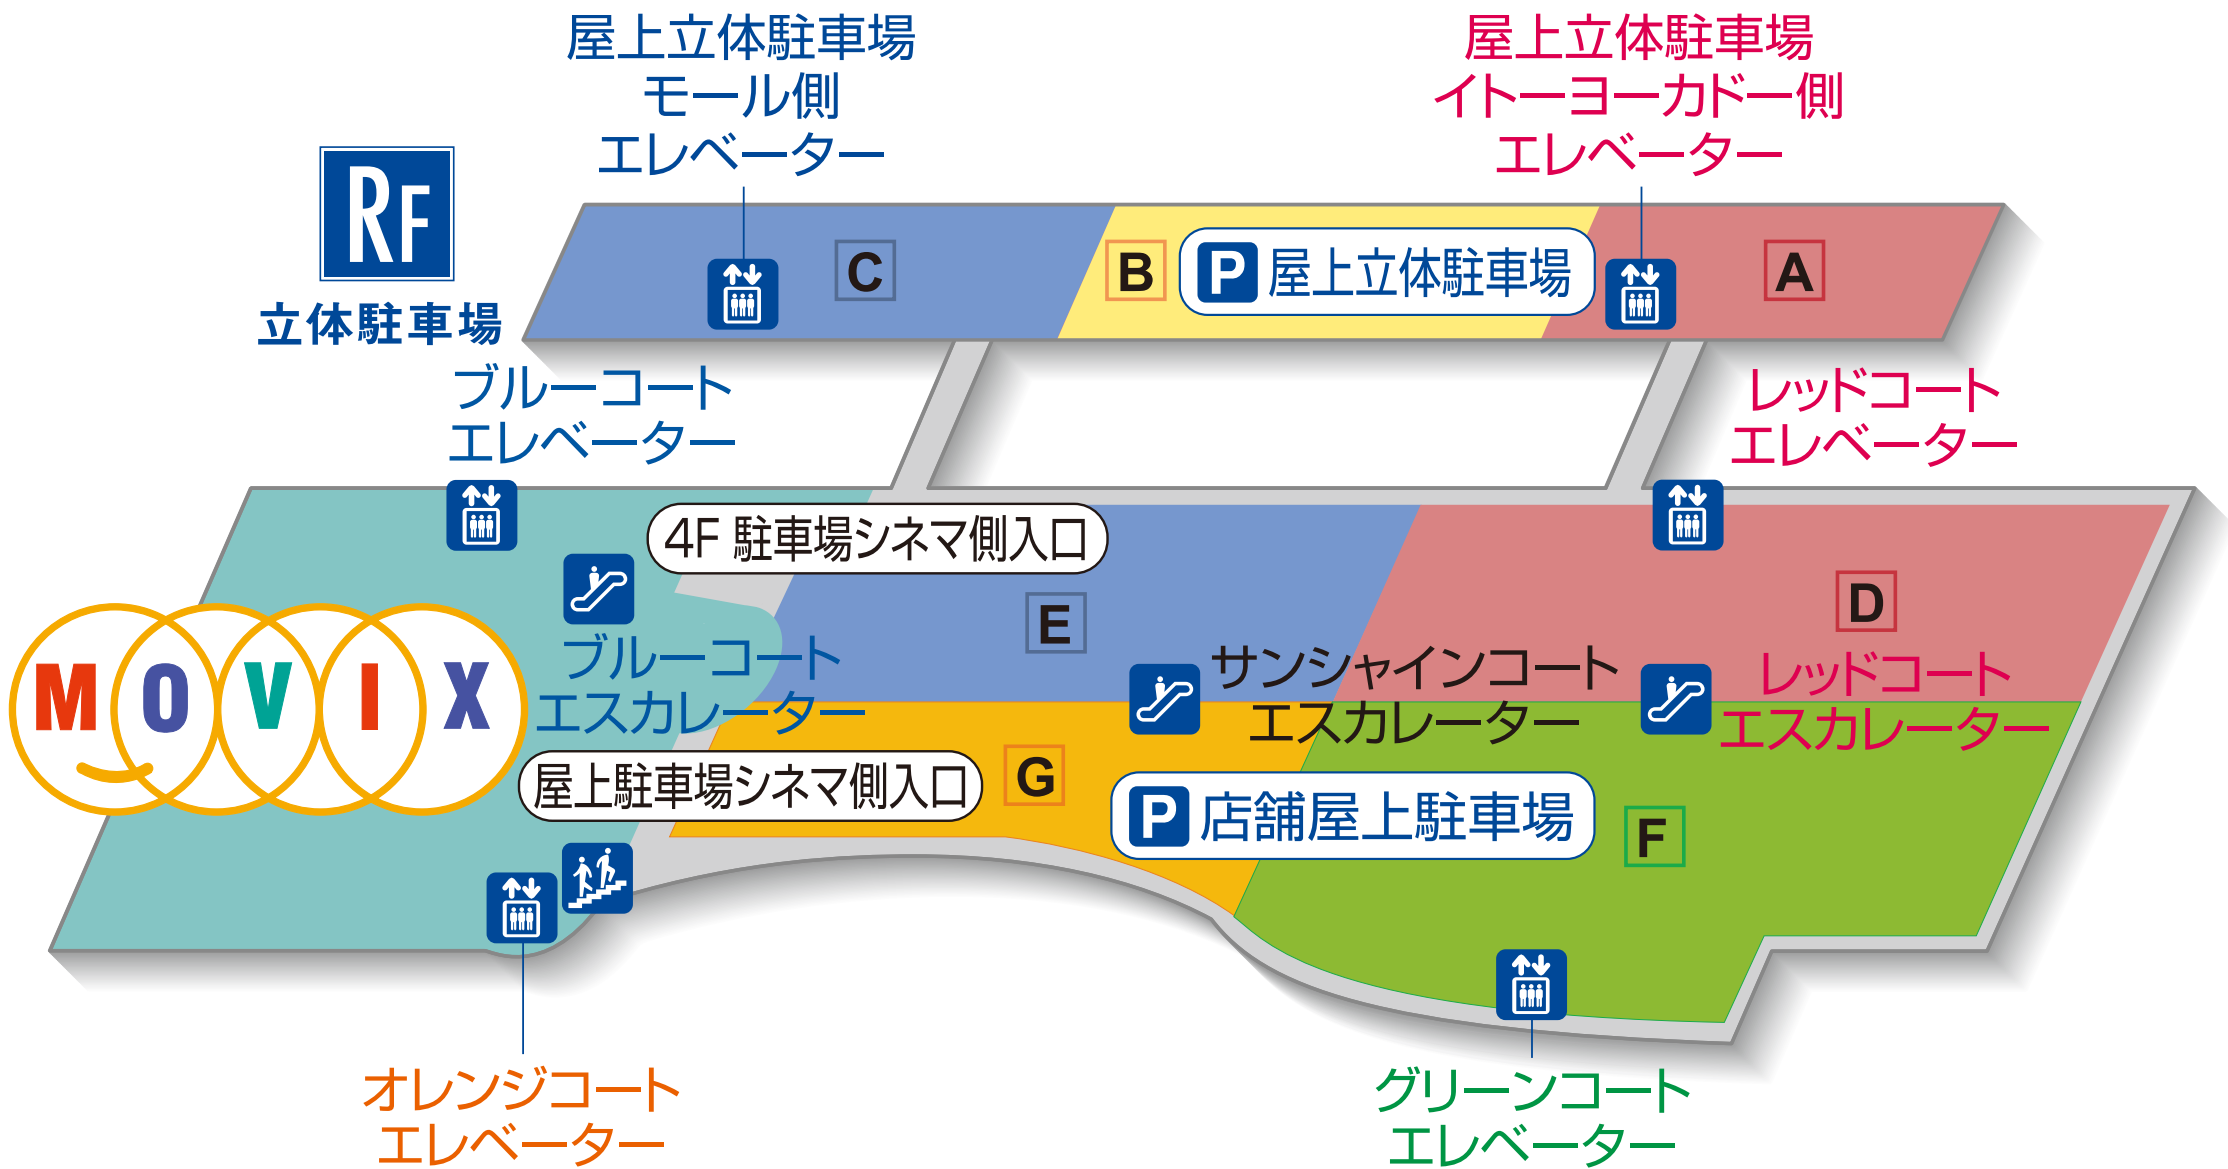 屋上立体駐車場
モール側
エレベーター
屋上立体駐車場
イトーヨーカドー側
エレベーター
RF
立体駐車場
C
B
P 屋上立体駐車場
A
ブルーコート
エレベーター
レッドコート
エレベーター
4F 駐車場シネマ側入口
E
D
MOVIX
ブルーコート
エスカレーター
サンシャインコート
エスカレーター
レッドコート
エスカレーター
屋上駐車場シネマ側入口
G
P 店舗屋上駐車場
F
オレンジコート
エレベーター
グリーンコート
エレベーター